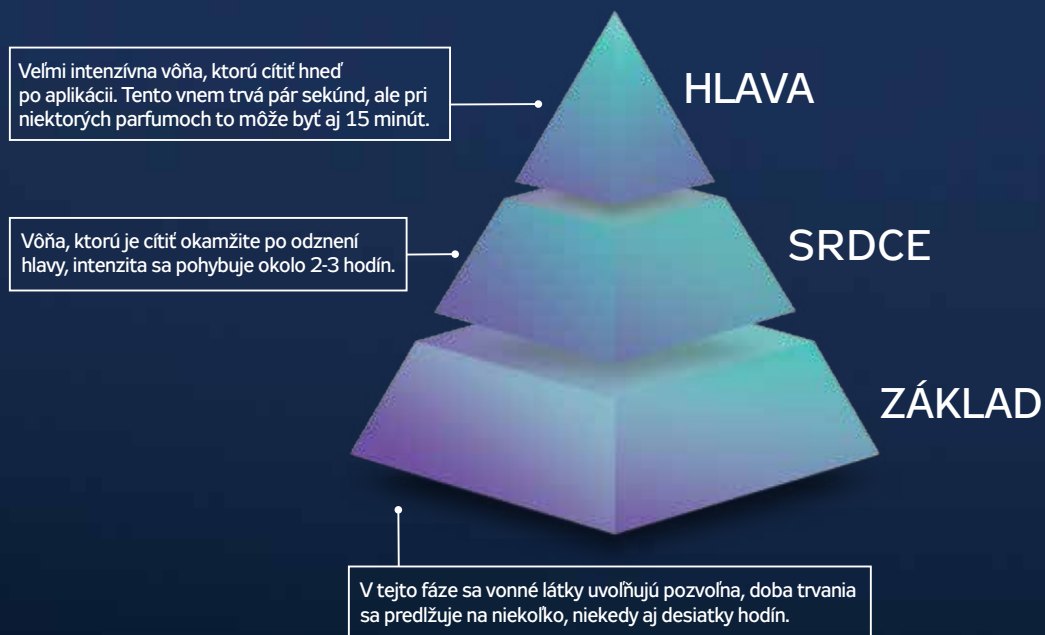 Veľmi intenzívna vôňa, ktorú cítiť hneď
po aplikácii. Tento vnem trvá pár sekúnd, ale pri
niektorých parfumoch to môže byť aj 15 minút.
HLAVA
Vôňa, ktorú je cítiť okamžite po odznení
hlavy, intenzita sa pohybuje okolo 2-3 hodín.
SRDCE
ZÁKLAD
V tejto fáze sa vonné látky uvoľňujú pozvoľna, doba trvania
sa predlžuje na niekoľko, niekedy aj desiatky hodín.